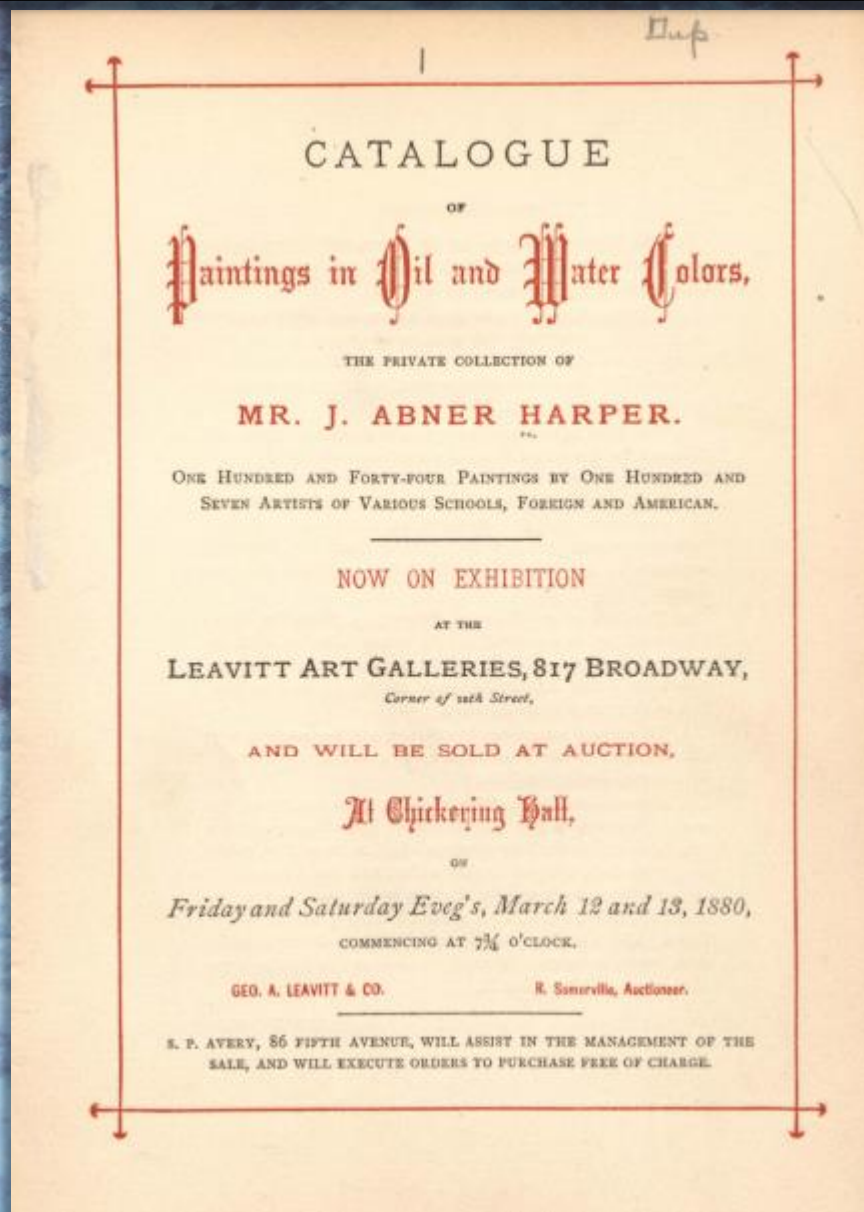 Dup
CATALOGUE
OF
Paintings in Oil and Water Colors,
THE PRIVATE COLLECTION OF
MR. J. ABNER HARPER.
ONE HUNDRED AND FORTY-FOUR PAINTINGS BY ONE HUNDRED AND
SEVEN ARTISTS OF VARIOUS SCHOOLS, FOREIGN AND AMERICAN.
NOW ON EXHIBITION
AT THE
LEAVITT ART GALLERIES, 817 BROADWAY,
Corner of 12th Street,
AND WILL BE SOLD AT AUCTION,
At Chickering Hall,
ON
Friday and Saturday Eveg's, March 12 and 13, 1880,
COMMENCING AT 7¾ O'CLOCK.
GEO. A. LEAVITT & CO. R. Somerville, Auctioneer.
S. P. AVERY, 86 FIFTH AVENUE, WILL ASSIST IN THE MANAGEMENT OF THE
SALE, AND WILL EXECUTE ORDERS TO PURCHASE FREE OF CHARGE.